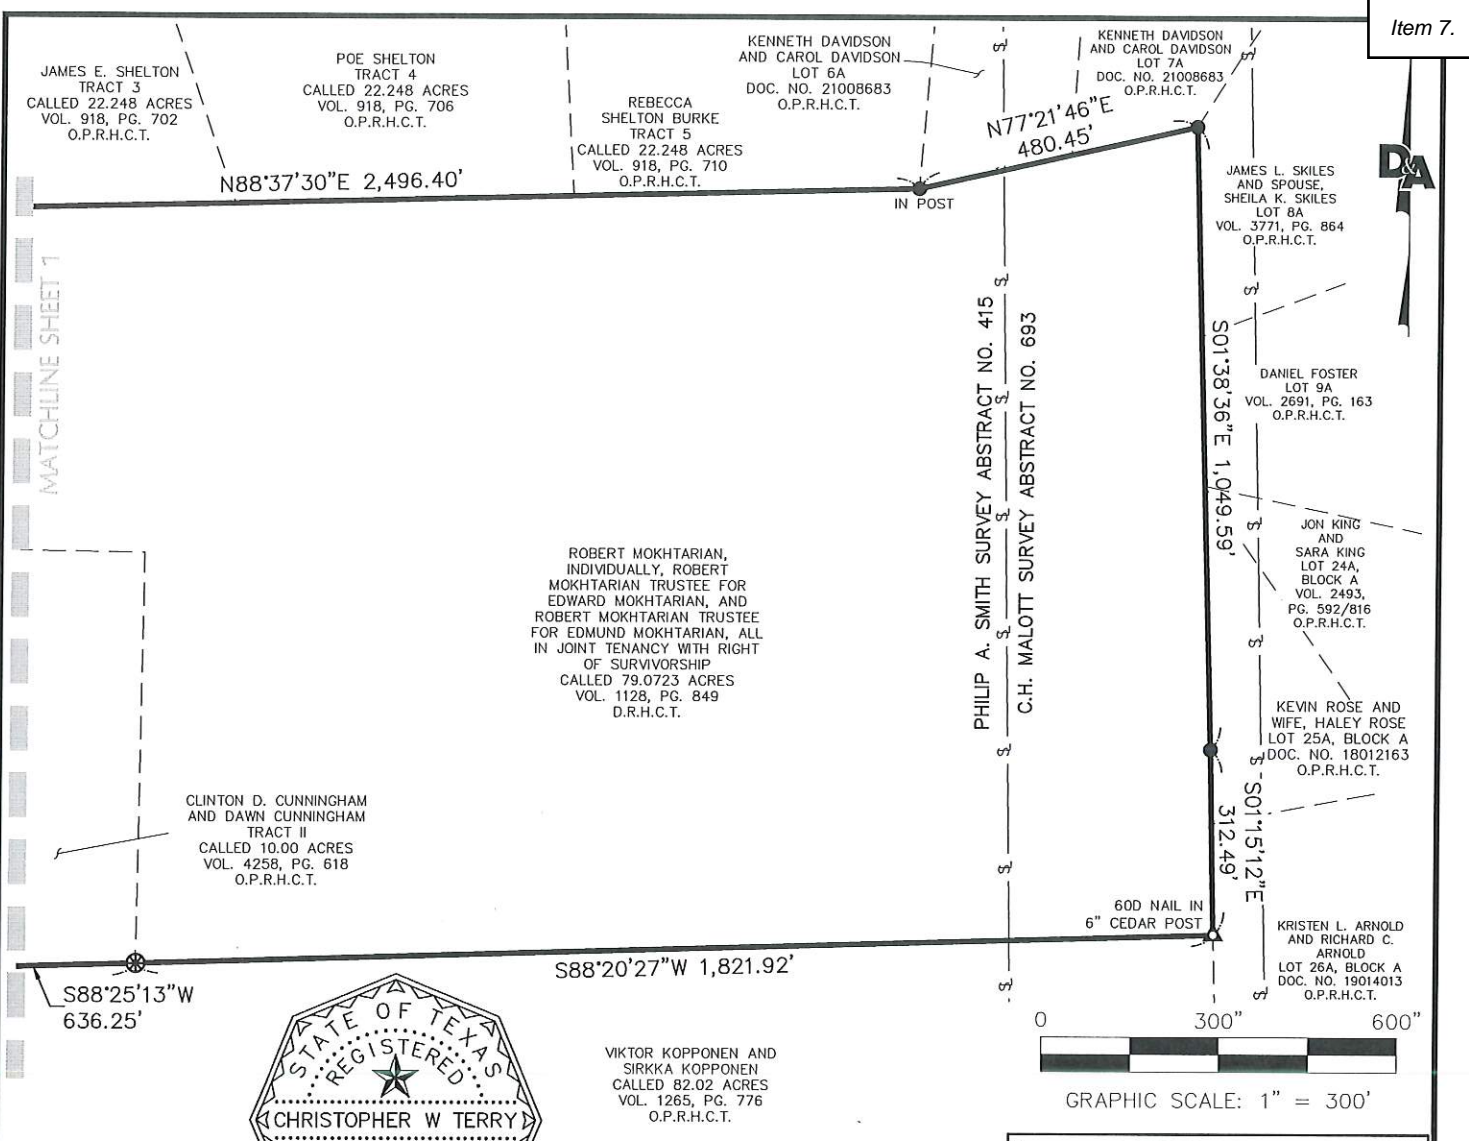 Item 7.
JAMES E. SHELTON
TRACT 3
CALLED 22.248 ACRES
VOL. 918, PG. 702
O.P.R.H.C.T.
POE SHELTON
TRACT 4
CALLED 22.248 ACRES
VOL. 918, PG. 706
O.P.R.H.C.T.
REBECCA
SHELTON BURKE
TRACT 5
CALLED 22.248 ACRES
VOL. 918, PG. 710
O.P.R.H.C.T.
KENNETH DAVIDSON
AND CAROL DAVIDSON
LOT 6A
DOC. NO. 21008683
O.P.R.H.C.T.
KENNETH DAVIDSON
AND CAROL DAVIDSON
LOT 7A
DOC. NO. 21008683
O.P.R.H.C.T.
N88°37'30"E 2,496.40'
N77°21'46"E
480.45'
IN POST
D&A
JAMES L. SKILES
AND SPOUSE,
SHEILA K. SKILES
LOT 8A
VOL. 3771, PG. 864
O.P.R.H.C.T.
MATCHLINE SHEET 1
PHILIP A. SMITH SURVEY ABSTRACT NO. 415
C.H. MALOTT SURVEY ABSTRACT NO. 693
S01°38'36"E 1,049.59'
DANIEL FOSTER
LOT 9A
VOL. 2691, PG. 163
O.P.R.H.C.T.
JON KING
AND
SARA KING
LOT 24A,
BLOCK A
VOL. 2493,
PG. 592/816
O.P.R.H.C.T.
ROBERT MOKHTARIAN,
INDIVIDUALLY, ROBERT
MOKHTARIAN TRUSTEE FOR
EDWARD MOKHTARIAN, AND
ROBERT MOKHTARIAN TRUSTEE
FOR EDMUND MOKHTARIAN, ALL
IN JOINT TENANCY WITH RIGHT
OF SURVIVORSHIP
CALLED 79.0723 ACRES
VOL. 1128, PG. 849
D.R.H.C.T.
KEVIN ROSE AND
WIFE, HALEY ROSE
LOT 25A, BLOCK A
DOC. NO. 18012163
O.P.R.H.C.T.
CLINTON D. CUNNINGHAM
AND DAWN CUNNINGHAM
TRACT II
CALLED 10.00 ACRES
VOL. 4258, PG. 618
O.P.R.H.C.T.
S01°15'12"E
312.49'
60D NAIL IN
6" CEDAR POST
KRISTEN L. ARNOLD
AND RICHARD C.
ARNOLD
LOT 26A, BLOCK A
DOC. NO. 19014013
O.P.R.H.C.T.
S88°20'27"W 1,821.92'
S88°25'13"W
636.25'
STATE OF TEXAS
REGISTERED
CHRISTOPHER W TERRY
VIKTOR KOPPONEN AND
SIRKKA KOPPONEN
CALLED 82.02 ACRES
VOL. 1265, PG. 776
O.P.R.H.C.T.
0 300" 600"
GRAPHIC SCALE: 1" = 300'